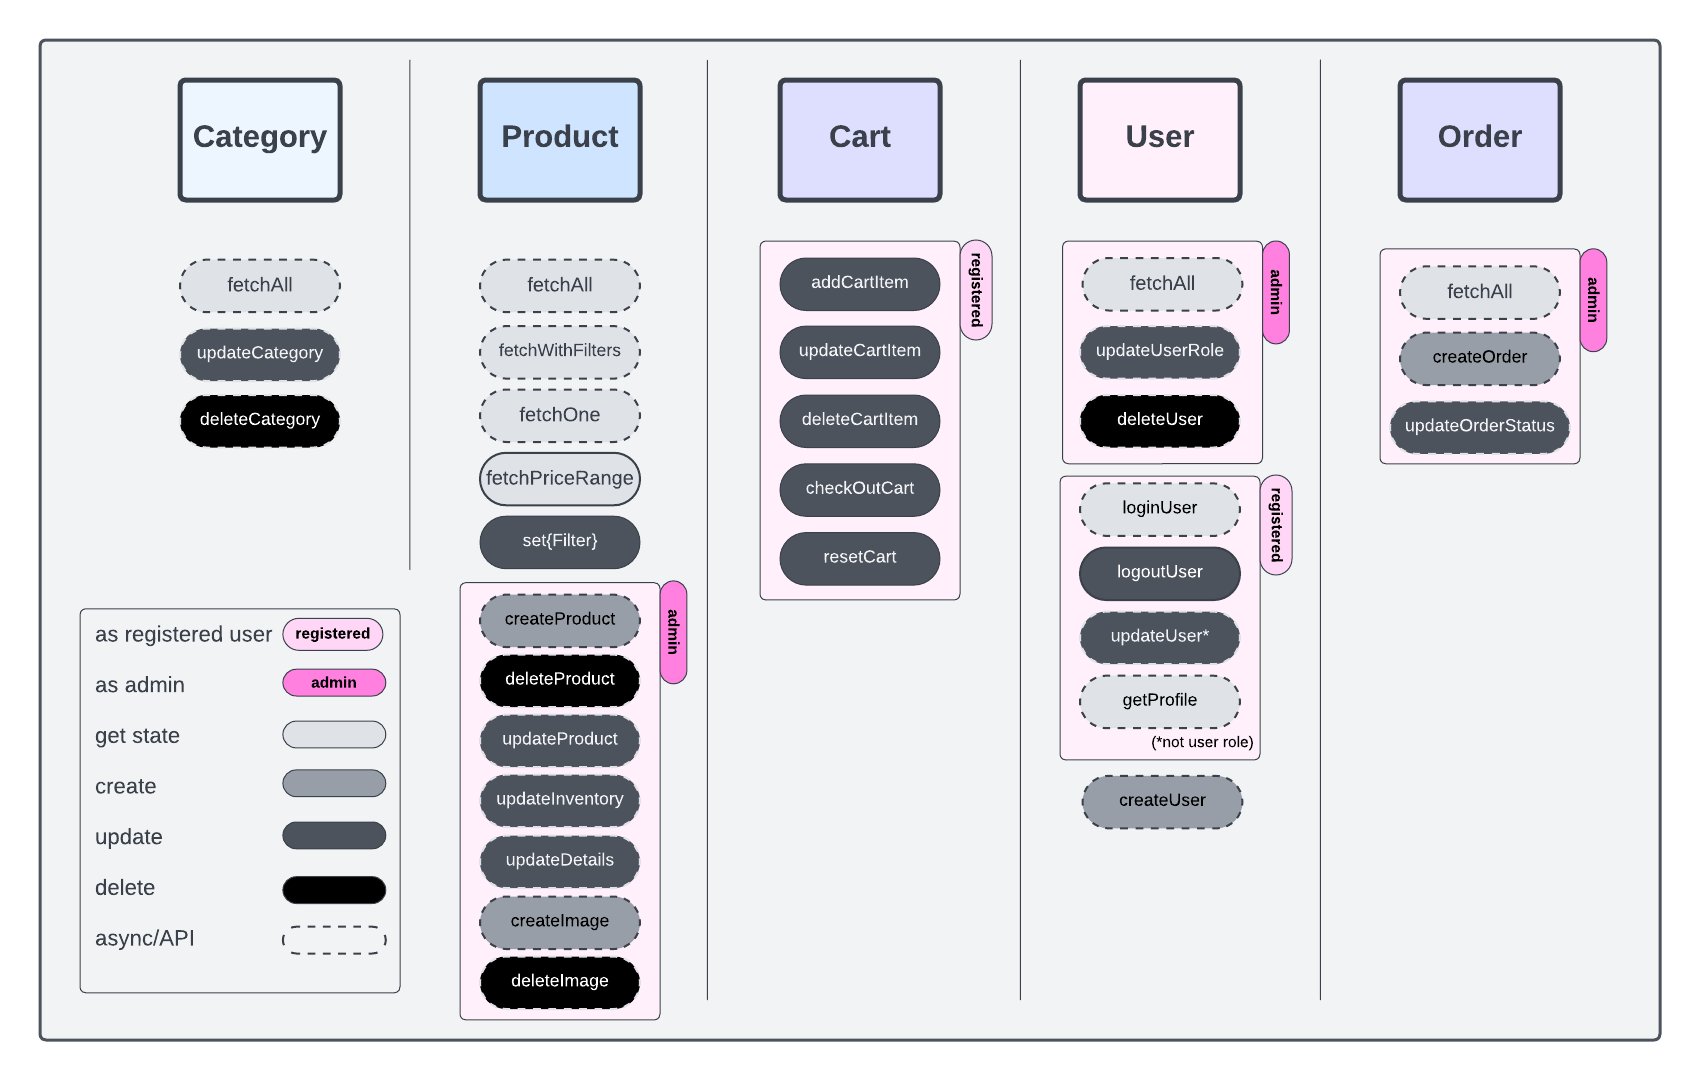 Category
fetchAll
updateCategory
deleteCategory
as registered user registered
as admin admin
get state
create
update
delete
async/API
Product
fetchAll
fetchWithFilters
fetchOne
fetchPriceRange
set{Filter}
admin
createProduct
deleteProduct
updateProduct
updateInventory
updateDetails
createImage
deleteImage
Cart
registered
addCartItem
updateCartItem
deleteCartItem
checkOutCart
resetCart
User
admin
fetchAll
updateUserRole
deleteUser
registered
loginUser
logoutUser
updateUser*
getProfile
(*not user role)
createUser
Order
admin
fetchAll
createOrder
updateOrderStatus